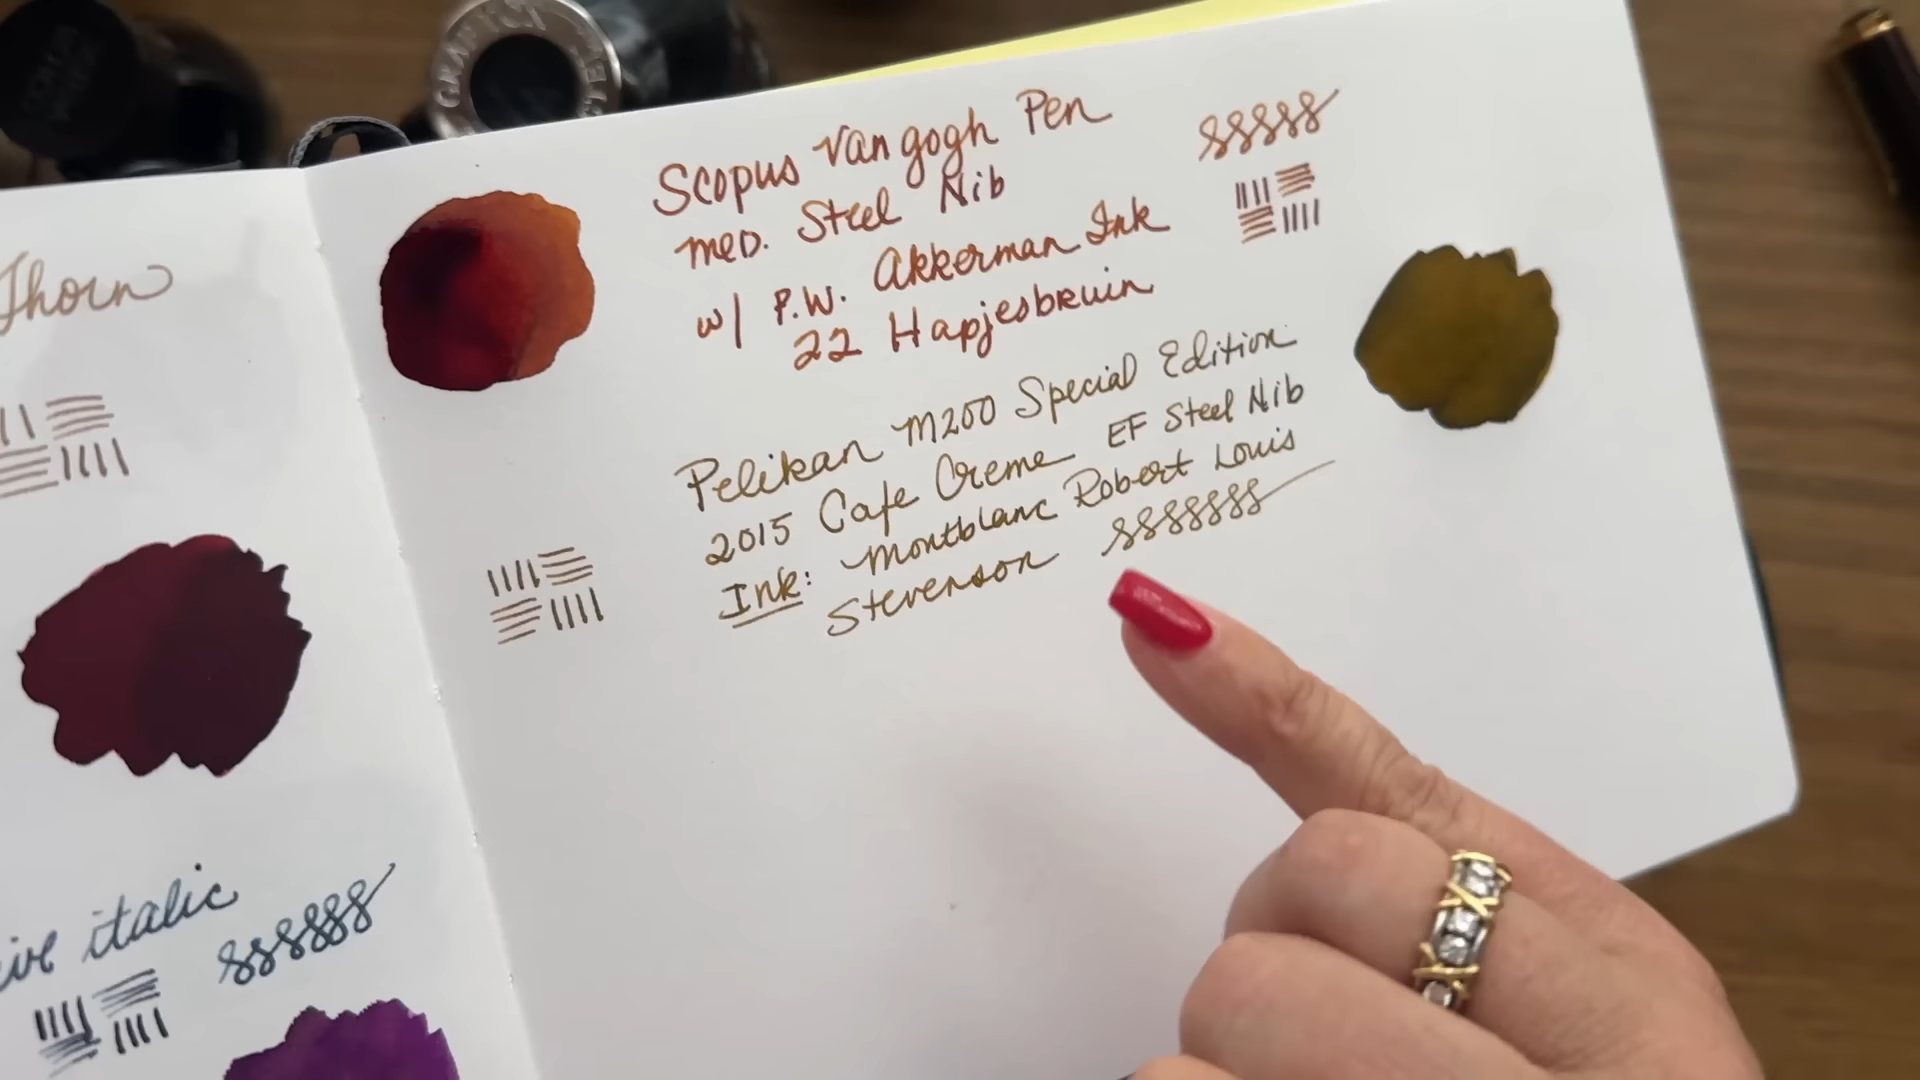 Thorn
ive italic
Scopus Van gogh Pen
med. Steel Nib
w/ P.W. Akkerman Ink
22 Hapjesbruin
Pelikan M200 Special Edition
2015 Cafe Creme EF Steel Nib
Ink: Montblanc Robert Louis
Stevenson